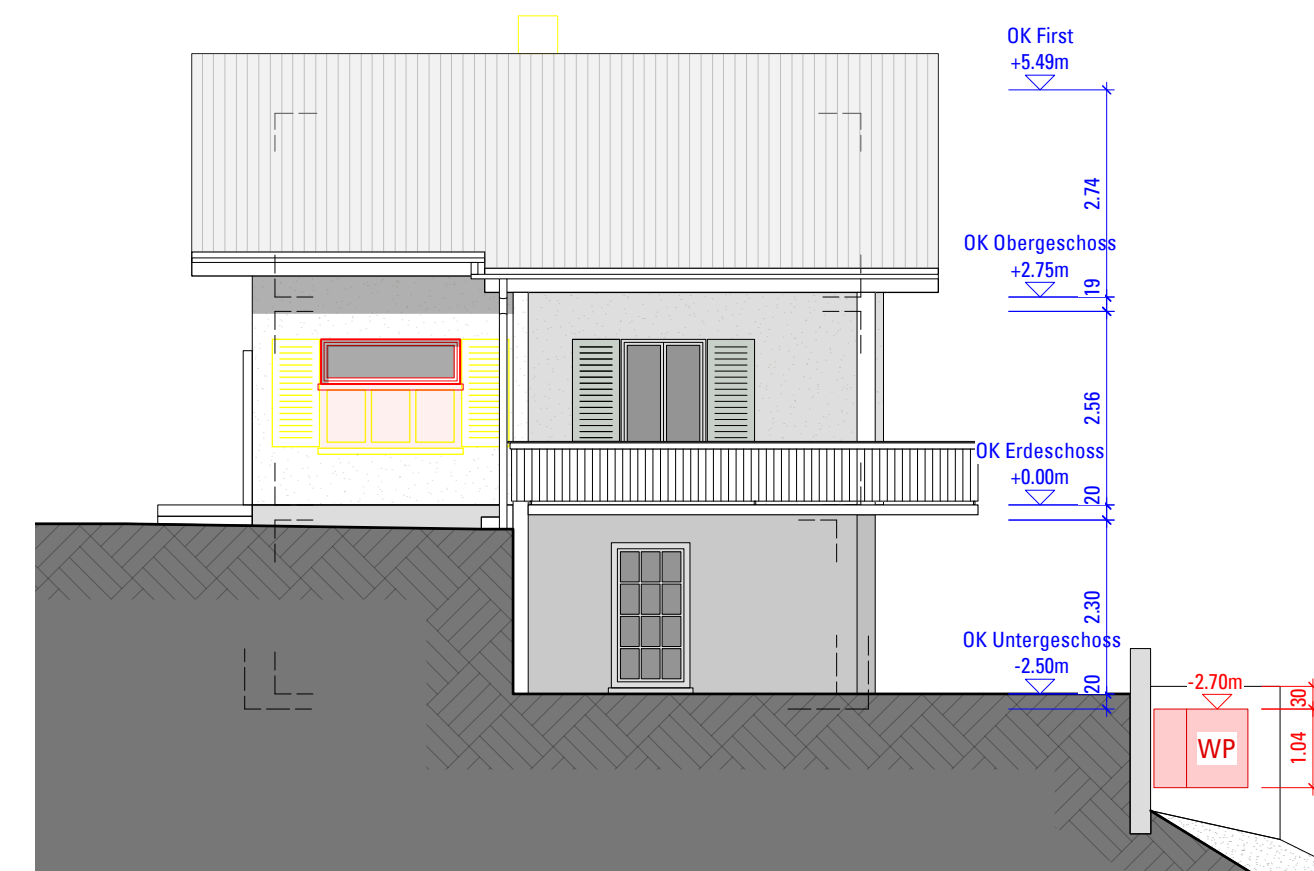 OK First
+5.49m
2.74
OK Obergeschoss
+2.75m
19
2.56
OK Erdeschoss
+0.00m
20
2.30
OK Untergeschoss
-2.50m
20
-2.70m
30
WP
1.04